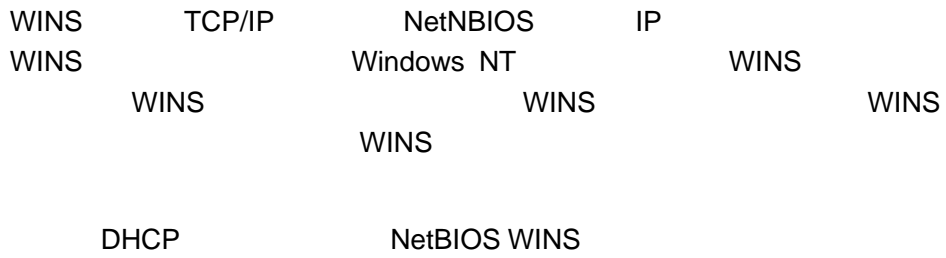 WINS TCP/IP NetNBIOS IP
WINS Windows NT WINS
WINS WINS WINS
WINS
DHCP NetBIOS WINS